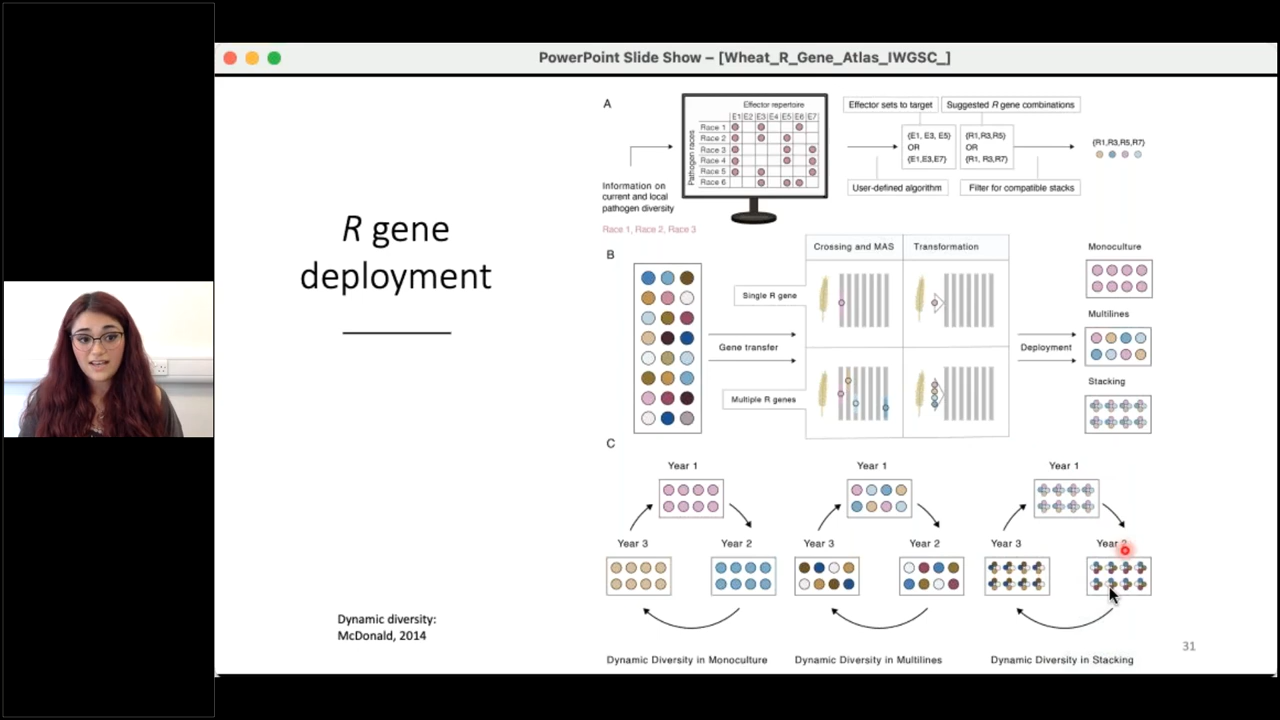 PowerPoint Slide Show – [Wheat_R_Gene_Atlas_IWGSC_]
R gene
deployment
Dynamic diversity:
McDonald, 2014
A
Information on
current and local
pathogen diversity
Race 1, Race 2, Race 3
Effector repertoire
E1 E2 E3 E4 E5 E6 E7
Pathogen races
Race 1
Race 2
Race 3
Race 4
Race 5
Race 6
Effector sets to target
Suggested R gene combinations
{E1, E3, E5)
OR
{E1,E3,E7}
{R1,R3,R5)
OR
{R1, R3,R7}
{R1,R3,R5,R7}
User-defined algorithm
Filter for compatible stacks
B
Crossing and MAS
Transformation
Single R gene
Gene transfer
Multiple R genes
Deployment
Monoculture
Multilines
Stacking
C
Year 1
Year 3
Year 2
Dynamic Diversity in Monoculture
Year 1
Year 3
Year 2
Dynamic Diversity in Multilines
Year 1
Year 3
Year 2
Dynamic Diversity in Stacking
31